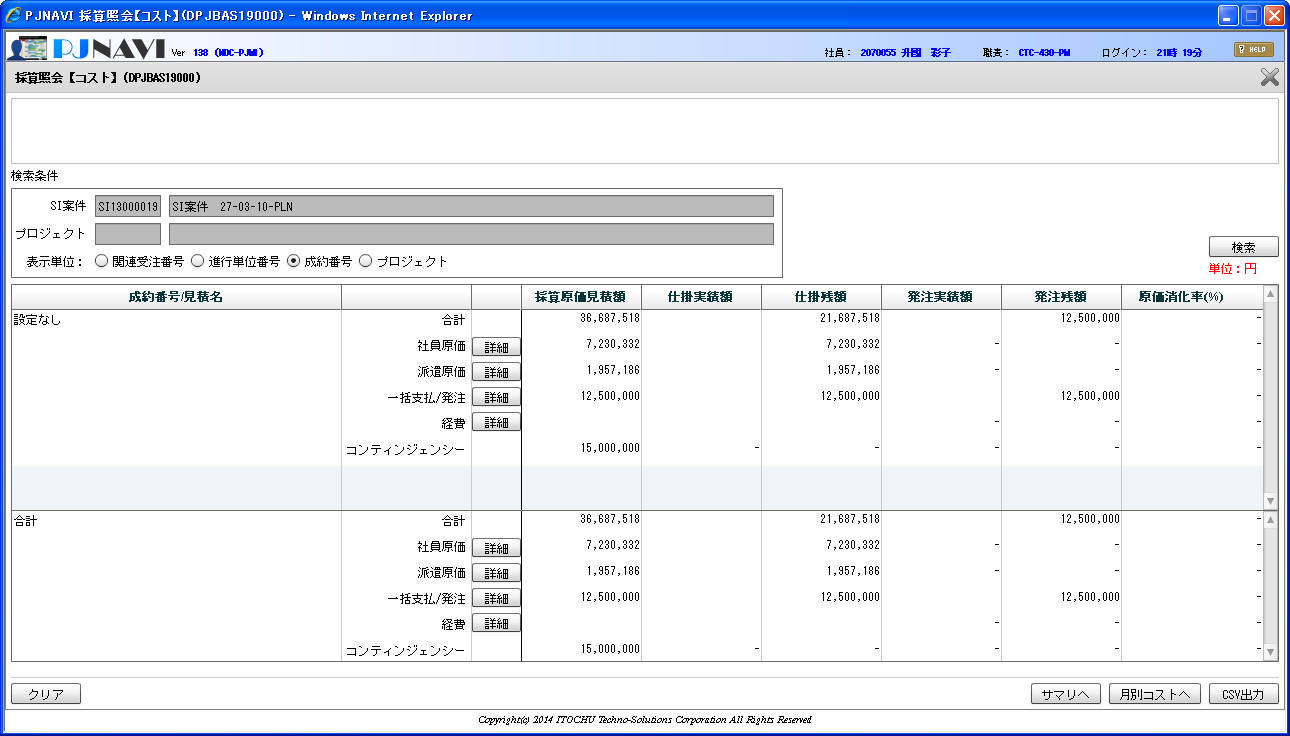 PJNAVI 採算照会【コスト】(DPJBAS19000) - Windows Internet Explorer
PJNAVI Ver 138 (NDC-PJMI) 社員： 2070055 升國 彩子 職責： CTC-430-PM ログイン： 21時 19分 ? HELP
採算照会【コスト】(DPJBAS19000)
検索条件
SI案件 SI13000019 SI案件 27-03-10-PLN
プロジェクト
表示単位： 関連受注番号 進行単位番号 成約番号 プロジェクト
検索
単位：円
成約番号/見積名 採算原価見積額 仕掛実績額 仕掛残額 発注実績額 発注残額 原価消化率(%)
設定なし 合計 36,687,518 21,687,518 12,500,000 -
社員原価 詳細 7,230,332 7,230,332 - - -
派遣原価 詳細 1,957,186 1,957,186 - - -
一括支払/発注 詳細 12,500,000 12,500,000 12,500,000 -
経費 詳細 - - -
コンティンジェンシー 15,000,000 - - - - -
合計 合計 36,687,518 21,687,518 12,500,000 -
社員原価 詳細 7,230,332 7,230,332 - - -
派遣原価 詳細 1,957,186 1,957,186 - - -
一括支払/発注 詳細 12,500,000 12,500,000 12,500,000 -
経費 詳細 - - -
コンティンジェンシー 15,000,000 - - - - -
クリア サマリへ 月別コストへ CSV出力
Copyright(c) 2014 ITOCHU Techno-Solutions Corporation All Rights Reserved